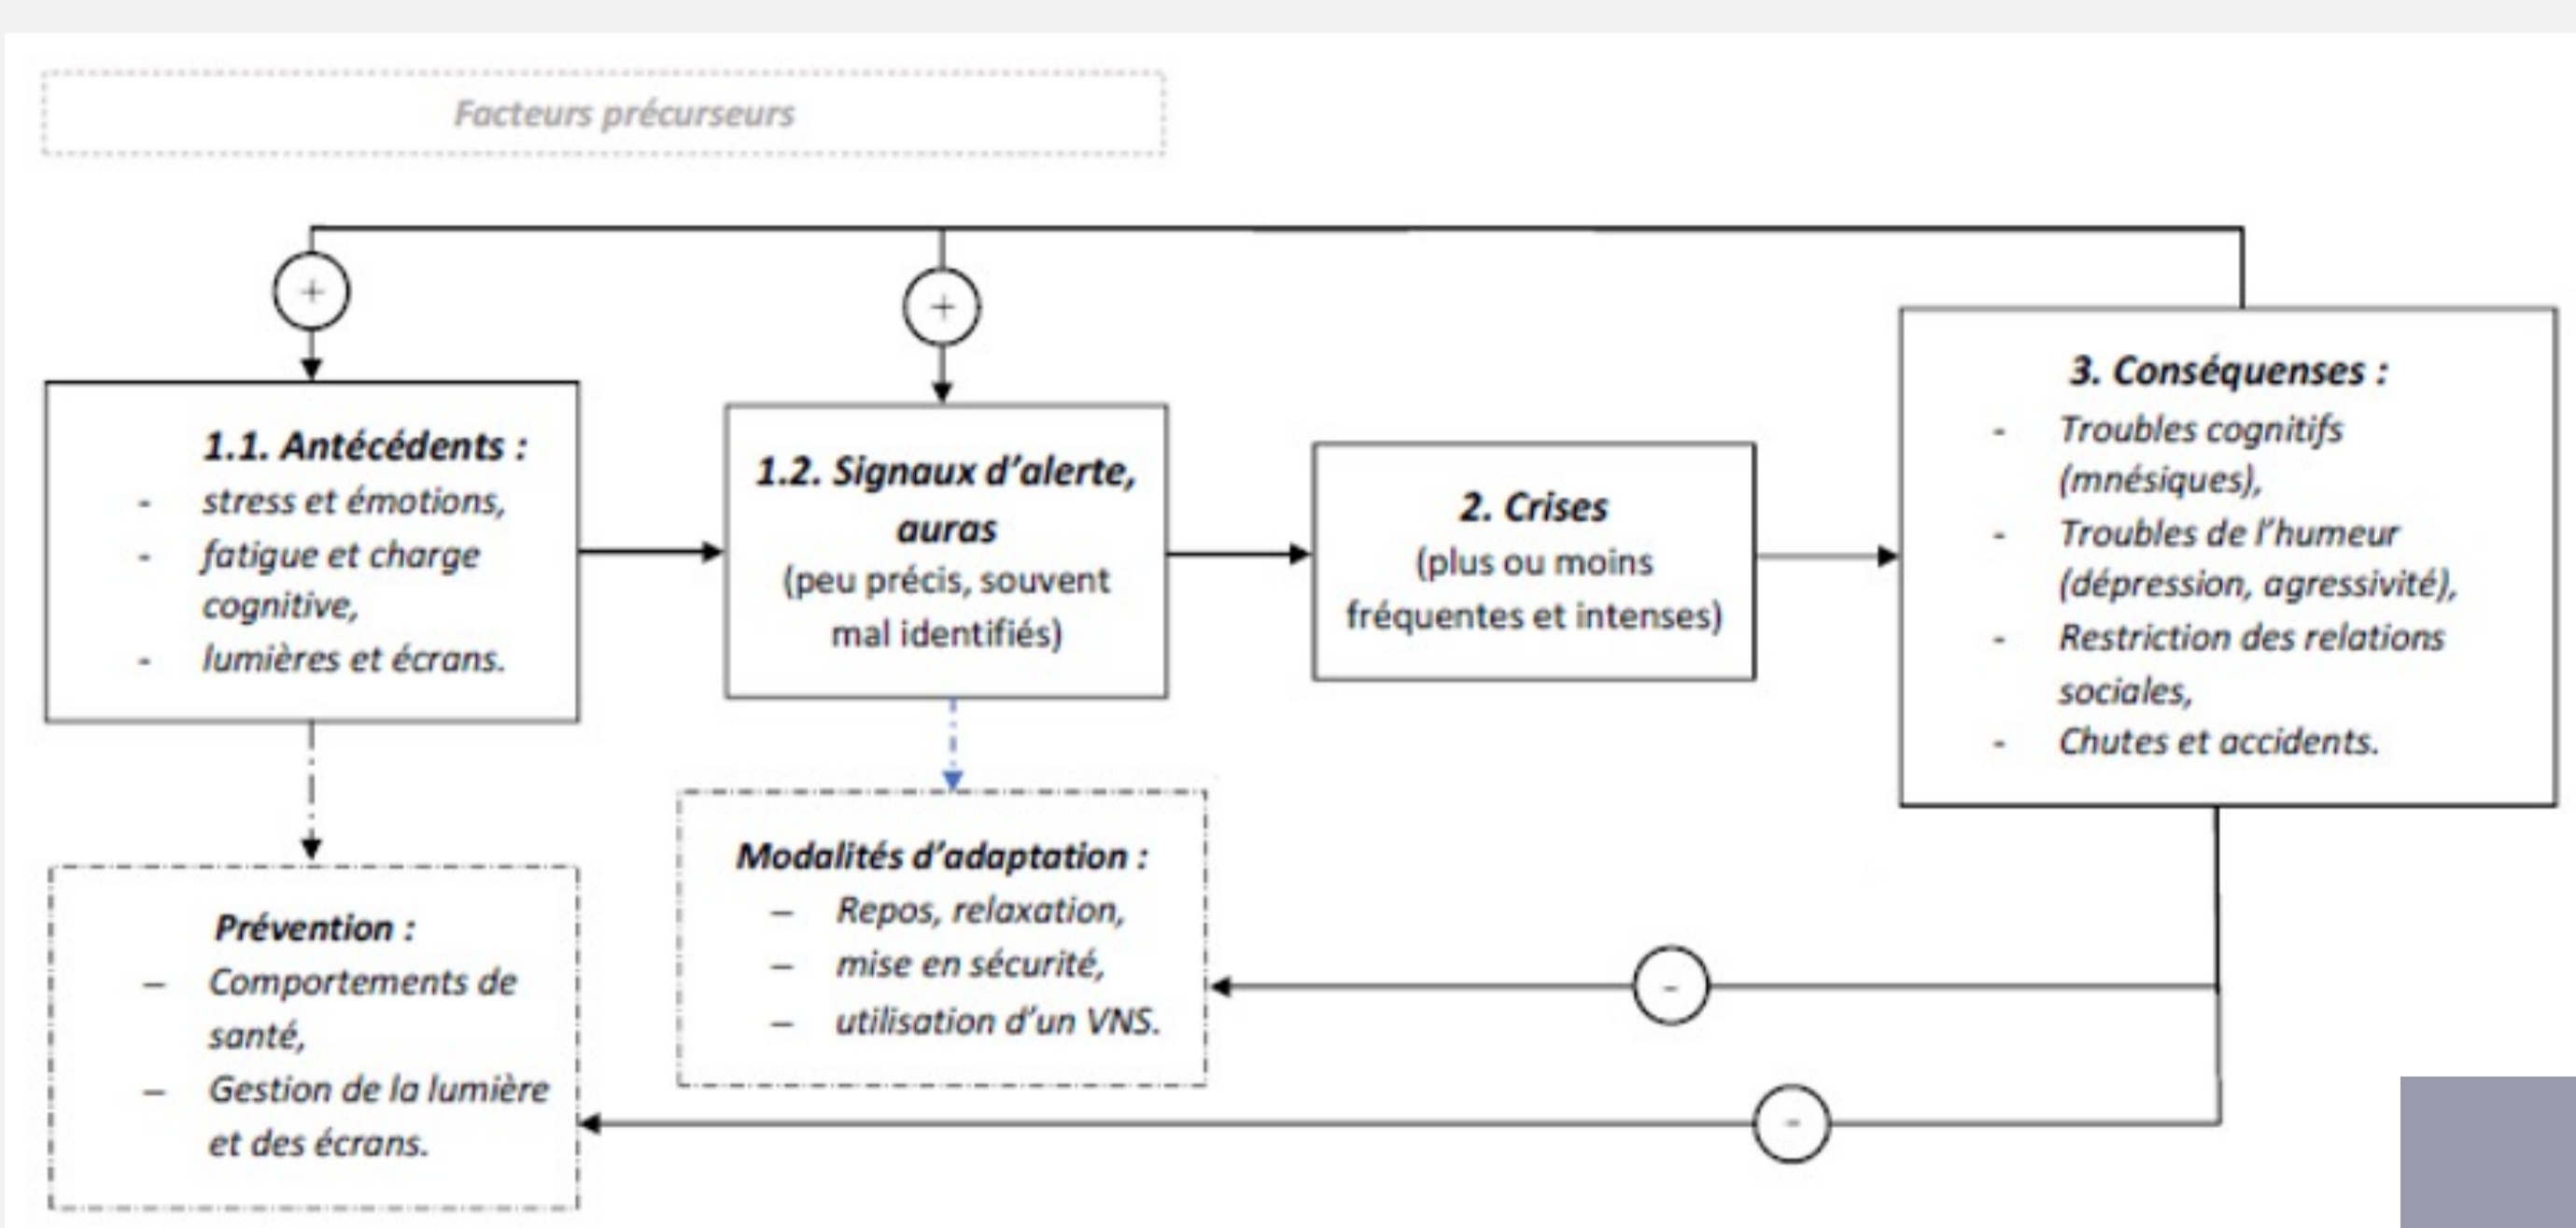 Facteurs précurseurs
+
+
1.1. Antécédents :
- stress et émotions,
- fatigue et charge
cognitive,
- lumières et écrans.
1.2. Signaux d'alerte,
auras
(peu précis, souvent
mal identifiés)
2. Crises
(plus ou moins
fréquentes et intenses)
3. Conséquenses :
- Troubles cognitifs
(mnésiques),
- Troubles de l'humeur
(dépression, agressivité),
- Restriction des relations
sociales,
- Chutes et accidents.
Prévention :
– Comportements de
santé,
– Gestion de la lumière
et des écrans.
Modalités d'adaptation :
– Repos, relaxation,
– mise en sécurité,
– utilisation d'un VNS.
-
-